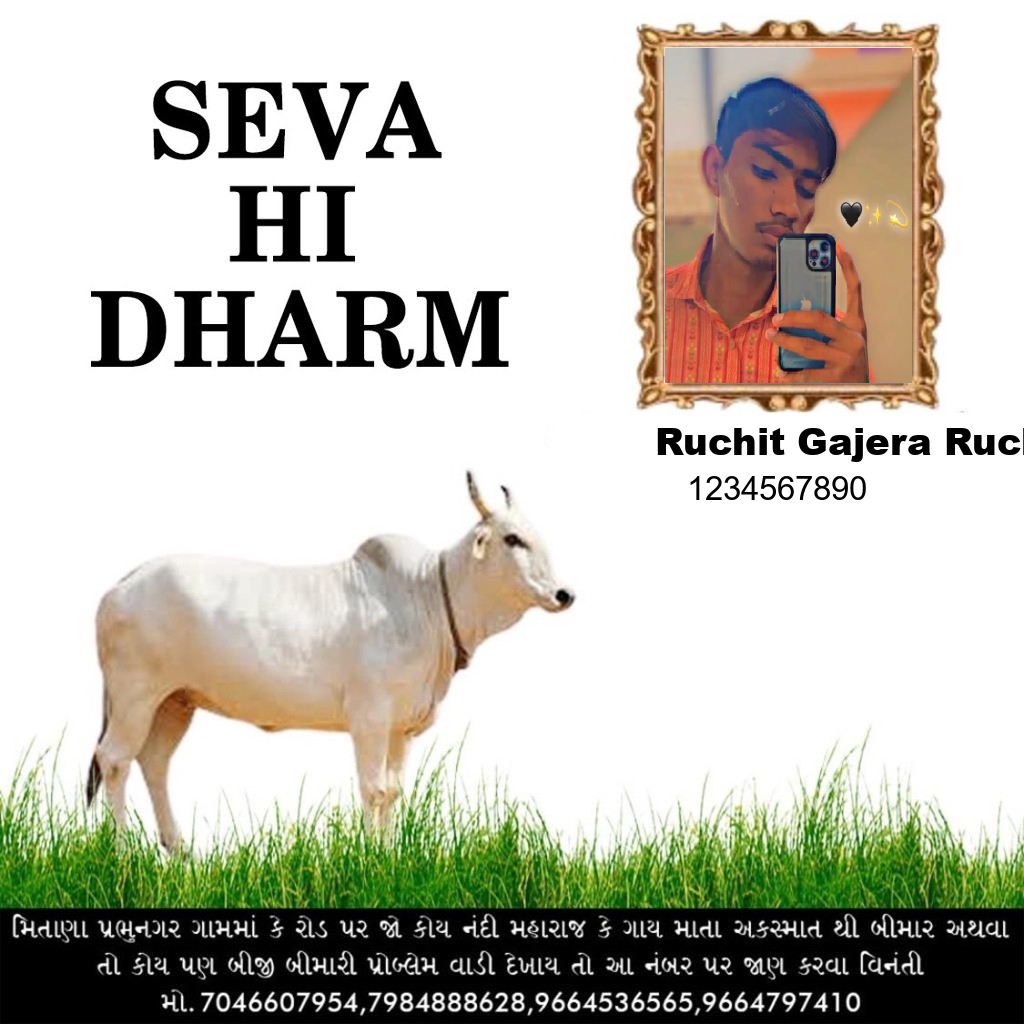 SEVA
HI
DHARM
Ruchit Gajera
1234567890
મિતાણા પ્રભુનગર ગામમાં કે રોડ પર જો કોય નંદી મહારાજ કે ગાય માતા અકસ્માત થી બીમાર અથવા
તો કોય પણ બીજી બીમારી પ્રોબ્લેમ વાડી દેખાય તો આ નંબર પર જાણ કરવા વિનંતી
મો. 7046607954,7984888628,9664536565,9664797410